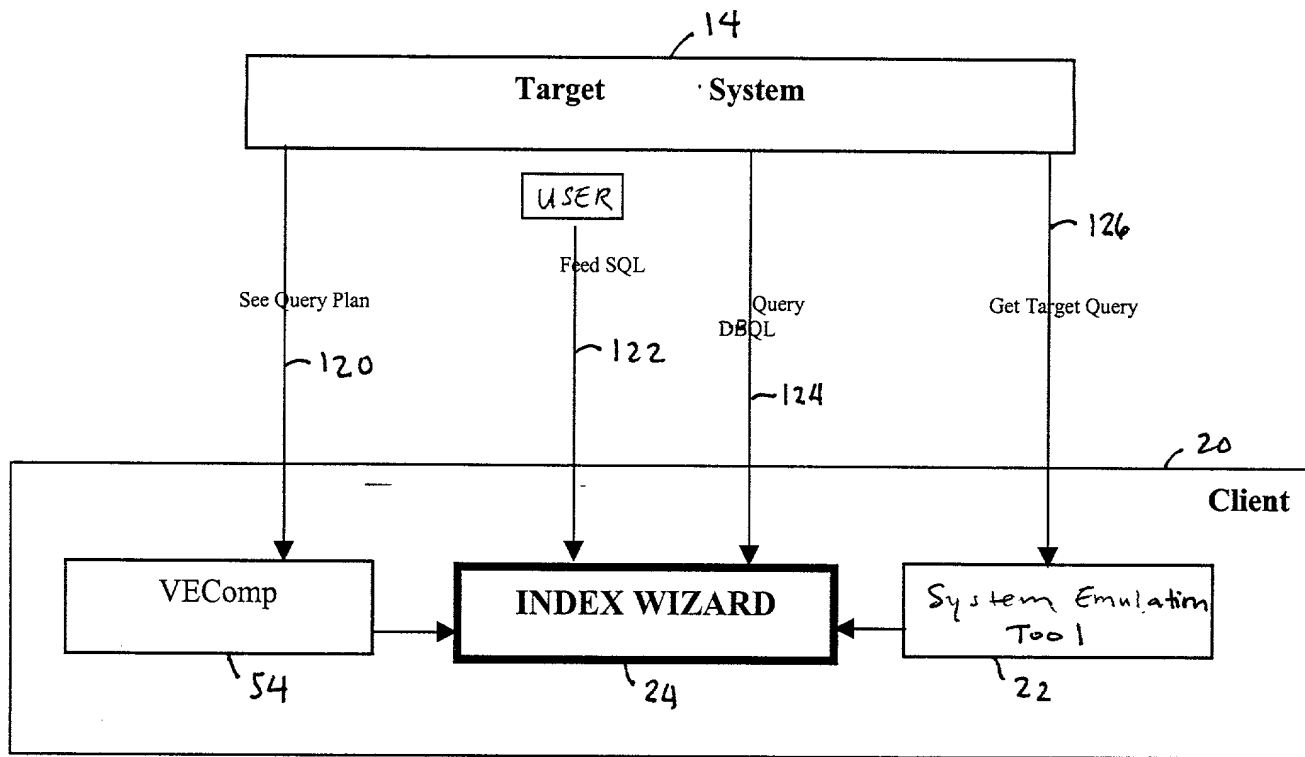 14
Target System
USER
126
Feed SQL
See Query Plan
Query
DBQL
Get Target Query
120
122
124
20
Client
VEComp
INDEX WIZARD
System Emulation
Tool
54
24
22